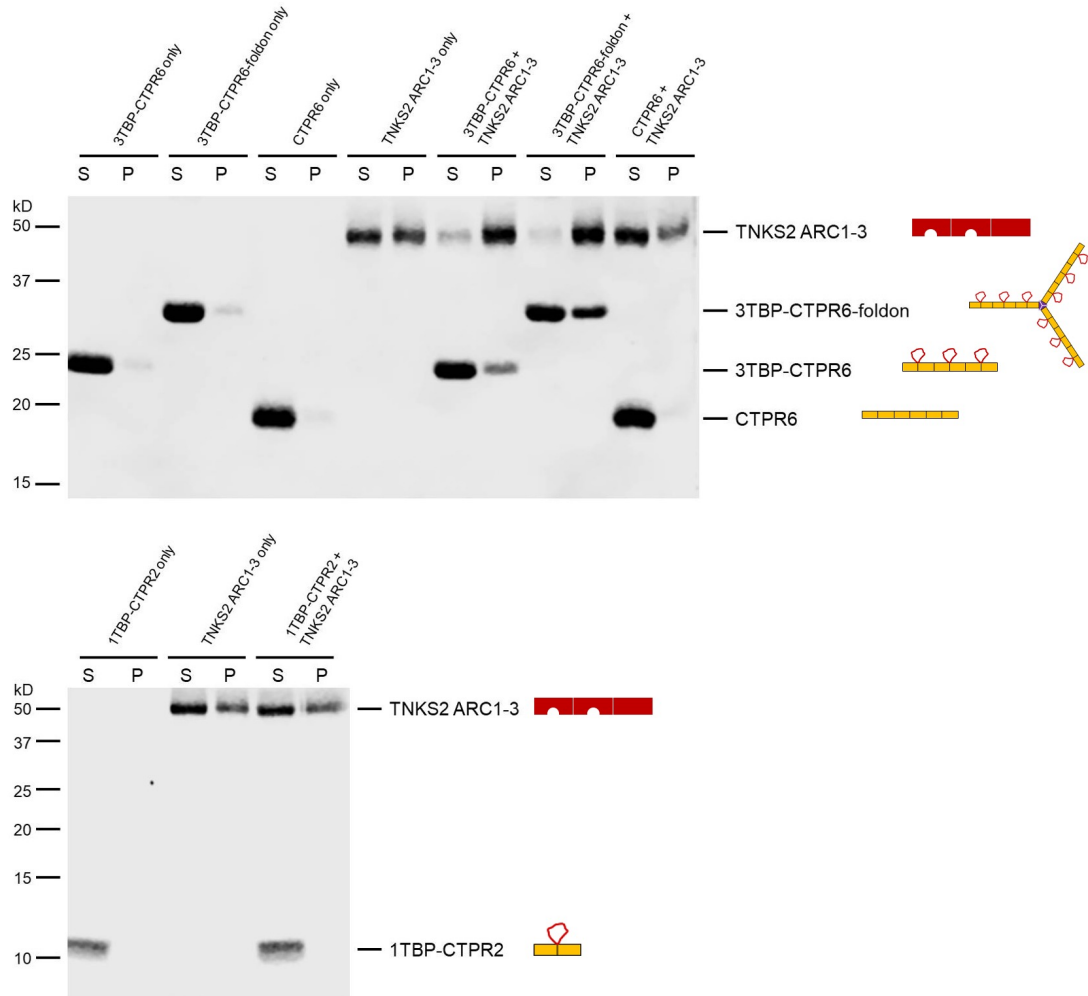 3TBP-CTPR6 only
3TBP-CTPR6-foldon only
CTPR6 only
TNKS2 ARC1-3 only
3TBP-CTPR6 +
TNKS2 ARC1-3
3TBP-CTPR6-foldon +
TNKS2 ARC1-3
CTPR6 +
TNKS2 ARC1-3
S P S P S P S P S P S P S P
kD
50
TNKS2 ARC1-3
37
3TBP-CTPR6-foldon
25
3TBP-CTPR6
20
CTPR6
15
1TBP-CTPR2 only
TNKS2 ARC1-3 only
1TBP-CTPR2 +
TNKS2 ARC1-3
S P S P S P
kD
50
TNKS2 ARC1-3
37
25
20
15
10
1TBP-CTPR2